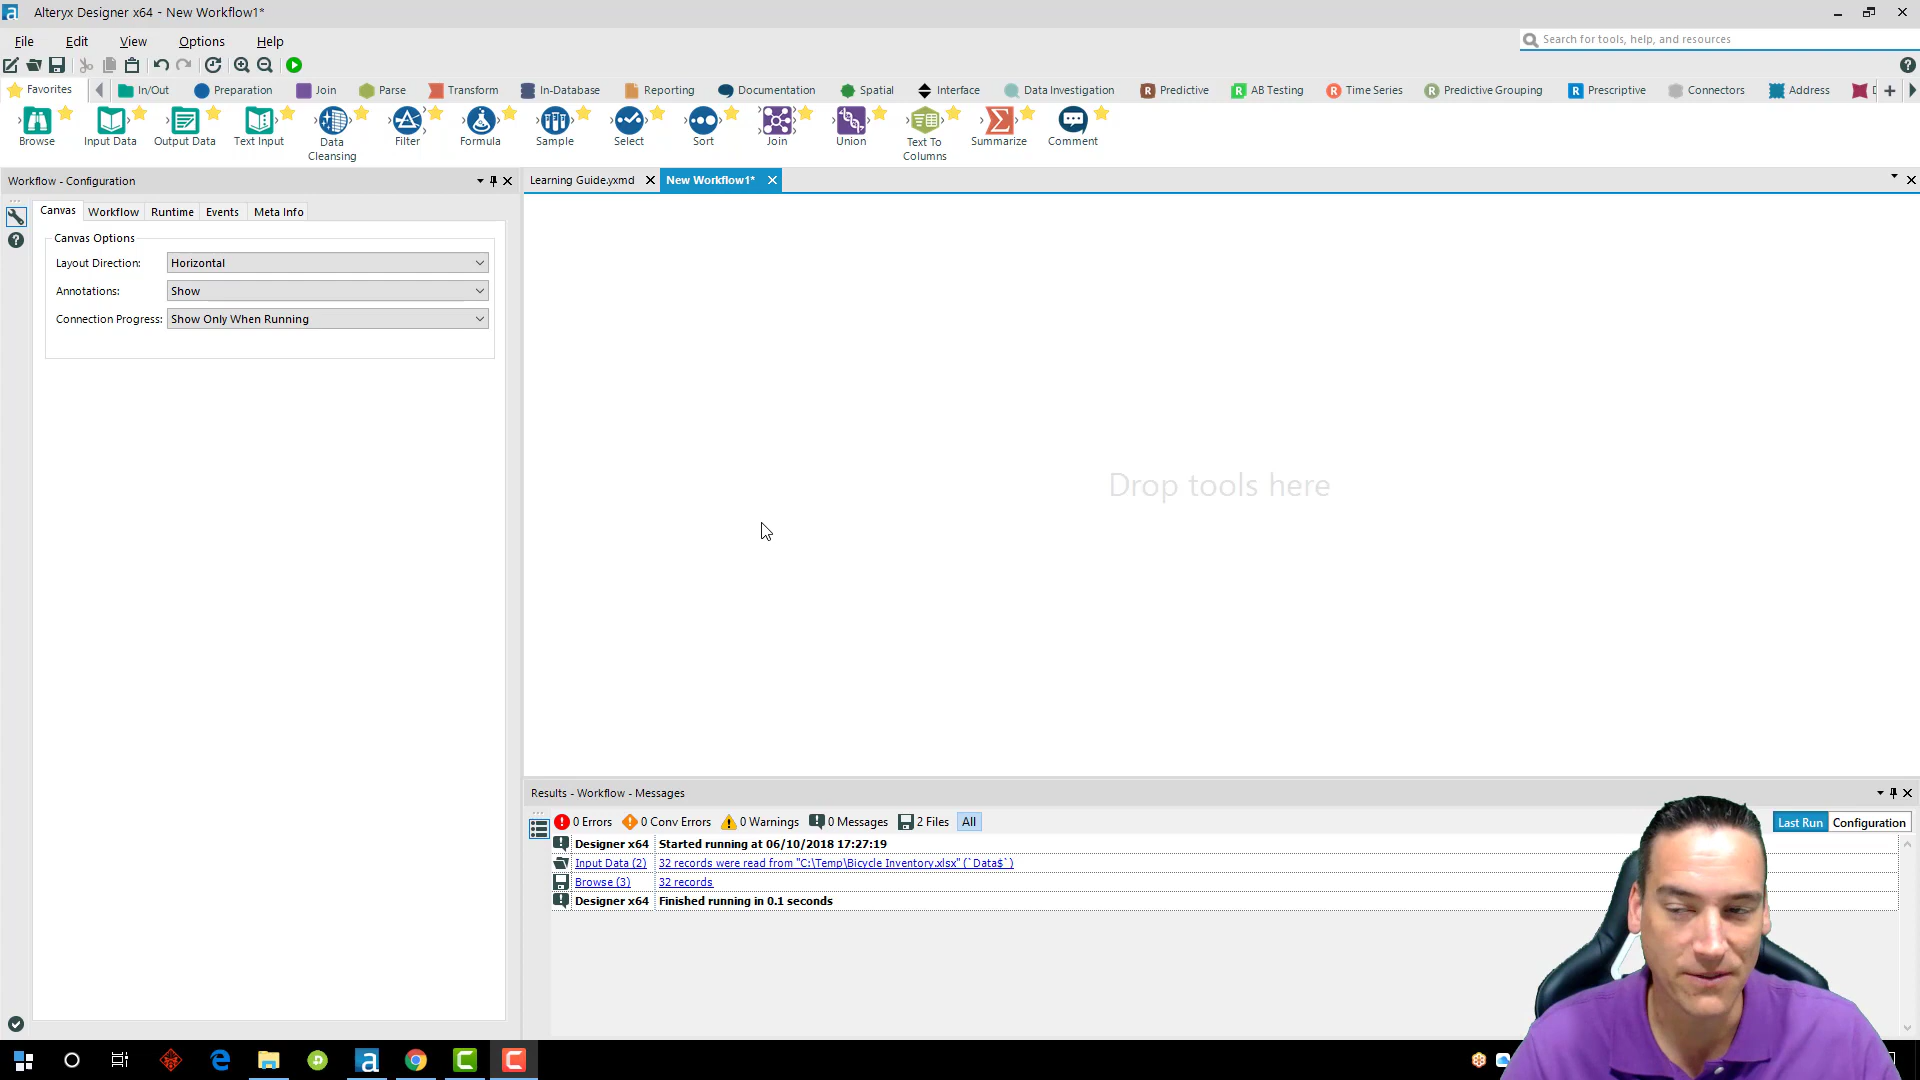 Alteryx Designer x64 - New Workflow1*
File Edit View Options Help
Search for tools, help, and resources
Favorites In/Out Preparation Join Parse Transform In-Database Reporting Documentation Spatial Interface Data Investigation Predictive AB Testing Time Series Predictive Grouping Prescriptive Connectors Address
Browse Input Data Output Data Text Input Data Cleansing Filter Formula Sample Select Sort Join Union Text To Columns Summarize Comment
Workflow - Configuration
Learning Guide.yxmd New Workflow1*
Canvas Workflow Runtime Events Meta Info
Canvas Options
Layout Direction: Horizontal
Annotations: Show
Connection Progress: Show Only When Running
Drop tools here
Results - Workflow - Messages
0 Errors 0 Conv Errors 0 Warnings 0 Messages 2 Files All Last Run Configuration
Designer x64 Started running at 06/10/2018 17:27:19
Input Data (2) 32 records were read from "C:\Temp\Bicycle Inventory.xlsx" (`Data$`)
Browse (3) 32 records
Designer x64 Finished running in 0.1 seconds